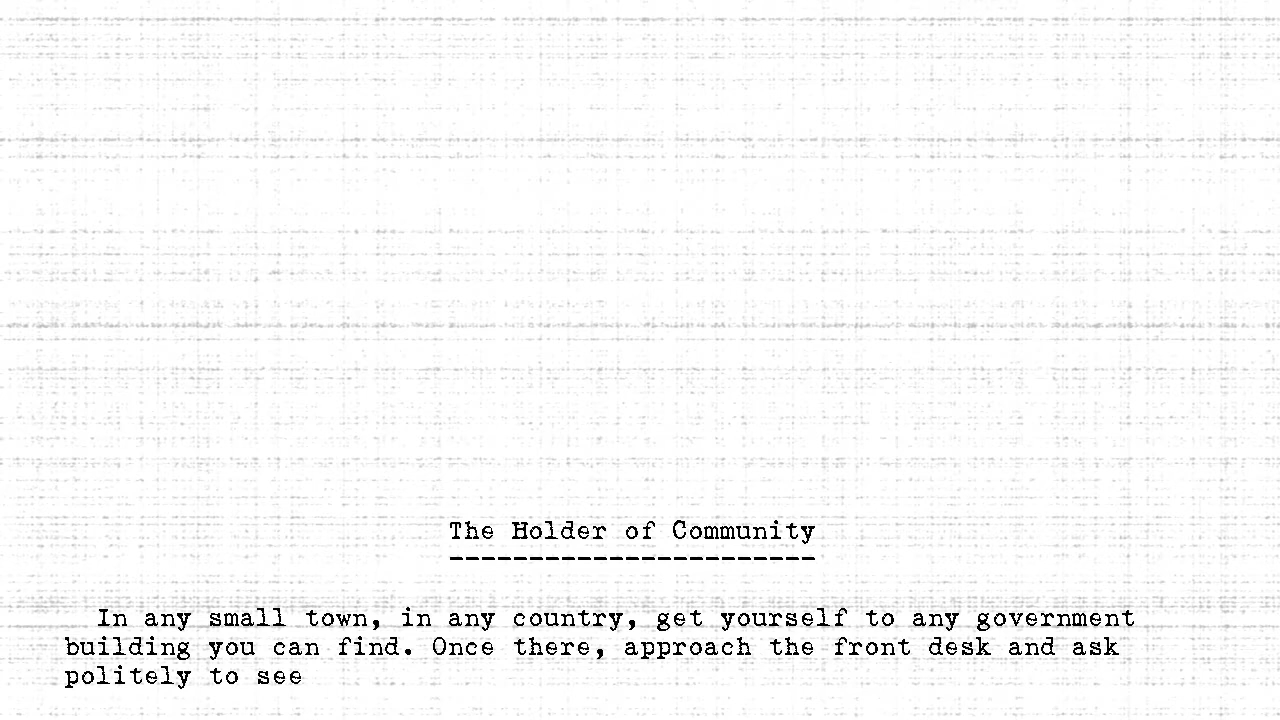 The Holder of Community
-----------------------
In any small town, in any country, get yourself to any government
building you can find. Once there, approach the front desk and ask
politely to see